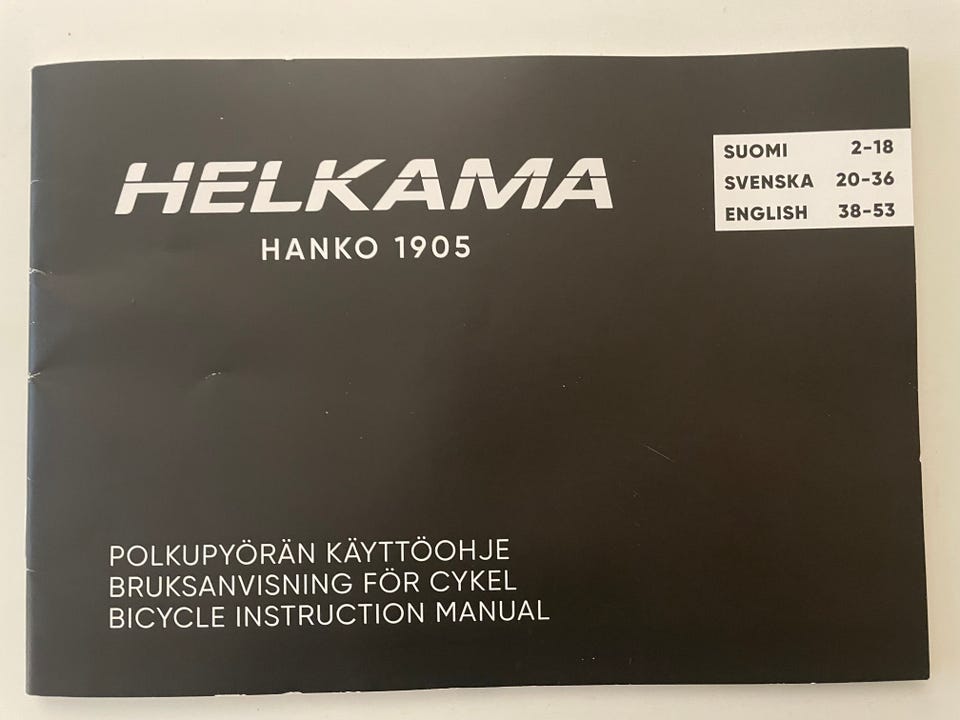 HELKAMA
HANKO 1905
SUOMI 2-18
SVENSKA 20-36
ENGLISH 38-53
POLKUPYÖRÄN KÄYTTÖOHJE
BRUKSANVISNING FÖR CYKEL
BICYCLE INSTRUCTION MANUAL